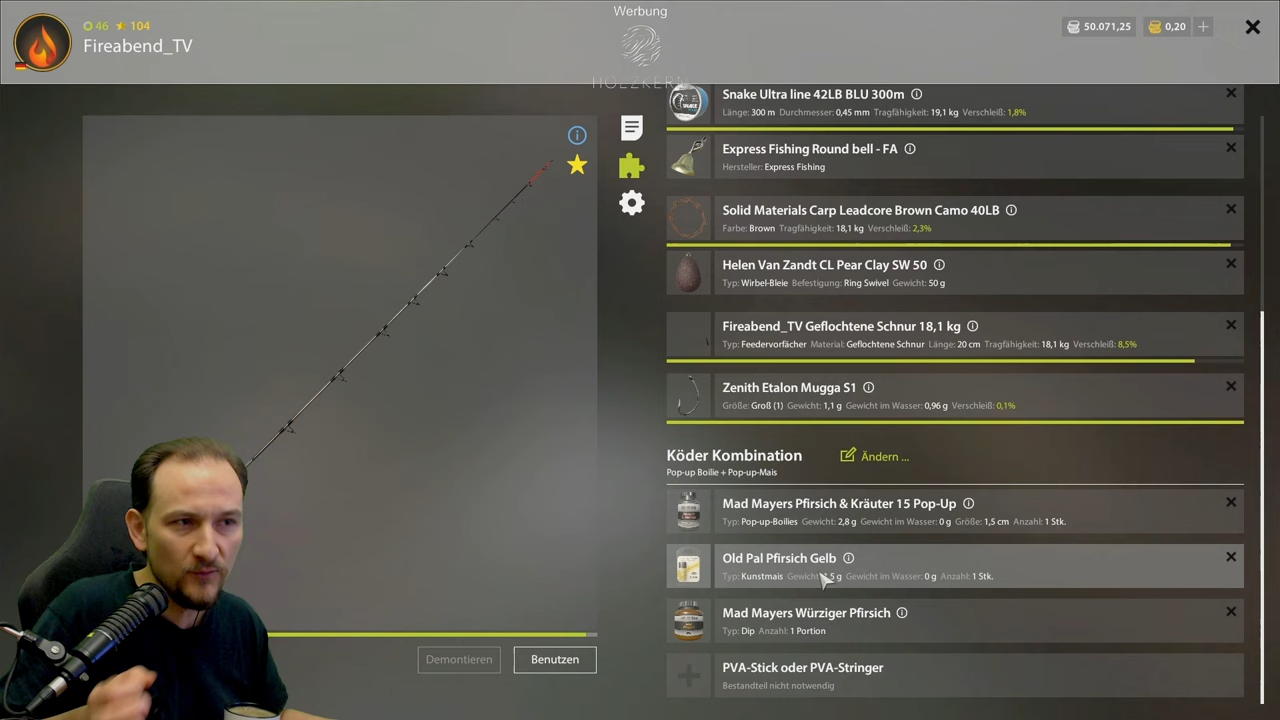 46 104
Fireabend_TV
Werbung
HOLZKERN
50.071,25
0,20
Snake Ultra line 42LB BLU 300m
Länge: 300 m Durchmesser: 0,45 mm Tragfähigkeit: 19,1 kg Verschleiß: 1,8%
Express Fishing Round bell - FA
Hersteller: Express Fishing
Solid Materials Carp Leadcore Brown Camo 40LB
Farbe: Brown Tragfähigkeit: 18,1 kg Verschleiß: 2,3%
Helen Van Zandt CL Pear Clay SW 50
Typ: Wirbel-Bleie Befestigung: Ring Swivel Gewicht: 50 g
Fireabend_TV Geflochtene Schnur 18,1 kg
Typ: Feedervorfächer Material: Geflochtene Schnur Länge: 20 cm Tragfähigkeit: 18,1 kg Verschleiß: 8,5%
Zenith Etalon Mugga S1
Größe: Groß (1) Gewicht: 1,1 g Gewicht im Wasser: 0,96 g Verschleiß: 0,1%
Köder Kombination
Ändern ...
Pop-up Boilie + Pop-up-Mais
Mad Mayers Pfirsich & Kräuter 15 Pop-Up
Typ: Pop-up-Boilies Gewicht: 2,8 g Gewicht im Wasser: 0 g Größe: 1,5 cm Anzahl: 1 Stk.
Old Pal Pfirsich Gelb
Typ: Kunstmais Gewicht: g Gewicht im Wasser: 0 g Anzahl: 1 Stk.
Mad Mayers Würziger Pfirsich
Typ: Dip Anzahl: 1 Portion
PVA-Stick oder PVA-Stringer
Bestandteil nicht notwendig
Demontieren
Benutzen